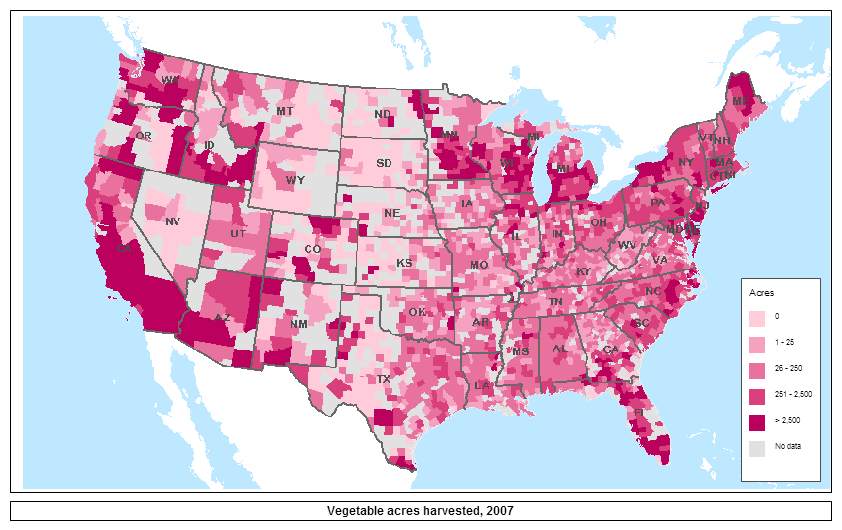 WA
MT
ND
MN
ME
OR
ID
SD
WI
MI
MI
VT
NH
NY
MA
CT
RI
WY
NE
IA
PA
NJ
NV
UT
CO
IL
IN
OH
MD
DE
CA
KS
MO
WV
VA
KY
AZ
NM
OK
AR
TN
NC
SC
TX
LA
MS
AL
GA
FL
Acres
0
1 - 25
26 - 250
251 - 2,500
> 2,500
No data
Vegetable acres harvested, 2007